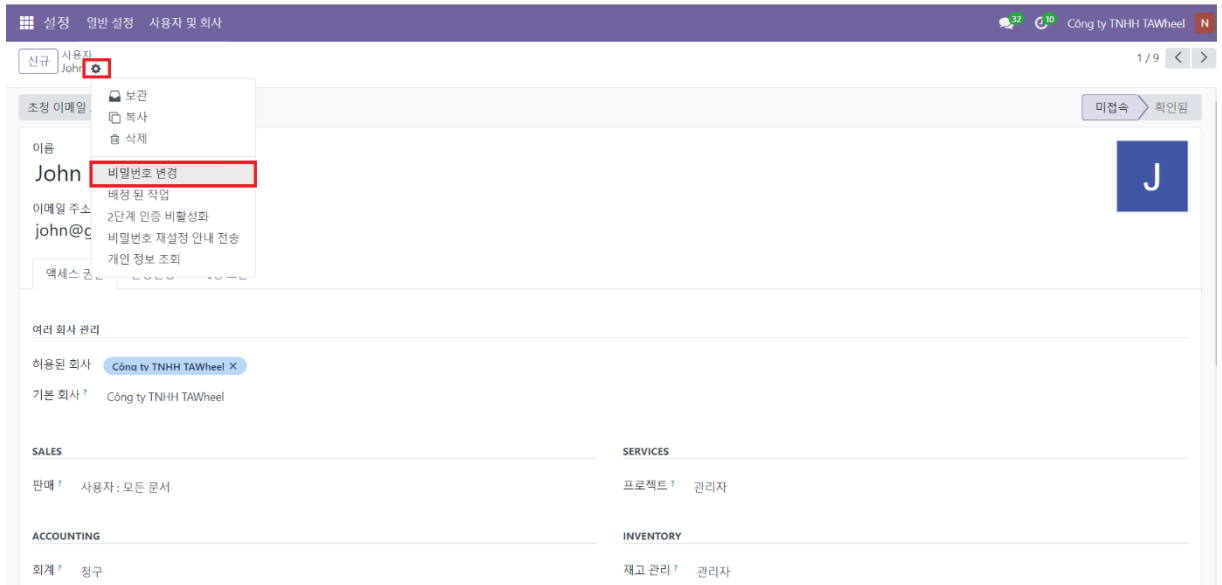 설정 일반 설정 사용자 및 회사 32 10 Công ty TNHH TAWheel N
신규 사용자 1 / 9
John
보관
복사
삭제
비밀번호 변경
배정 된 작업
2단계 인증 비활성화
비밀번호 재설정 안내 전송
개인 정보 조회
초청 이메일 미접속 확인됨
이름
John J
이메일 주소
john@g
액세스
여러 회사 관리
허용된 회사 Công ty TNHH TAWheel ×
기본 회사 ? Công ty TNHH TAWheel
SALES SERVICES
판매 ? 사용자 : 모든 문서 프로젝트 ? 관리자
ACCOUNTING INVENTORY
회계 ? 청구 재고 관리 ? 관리자